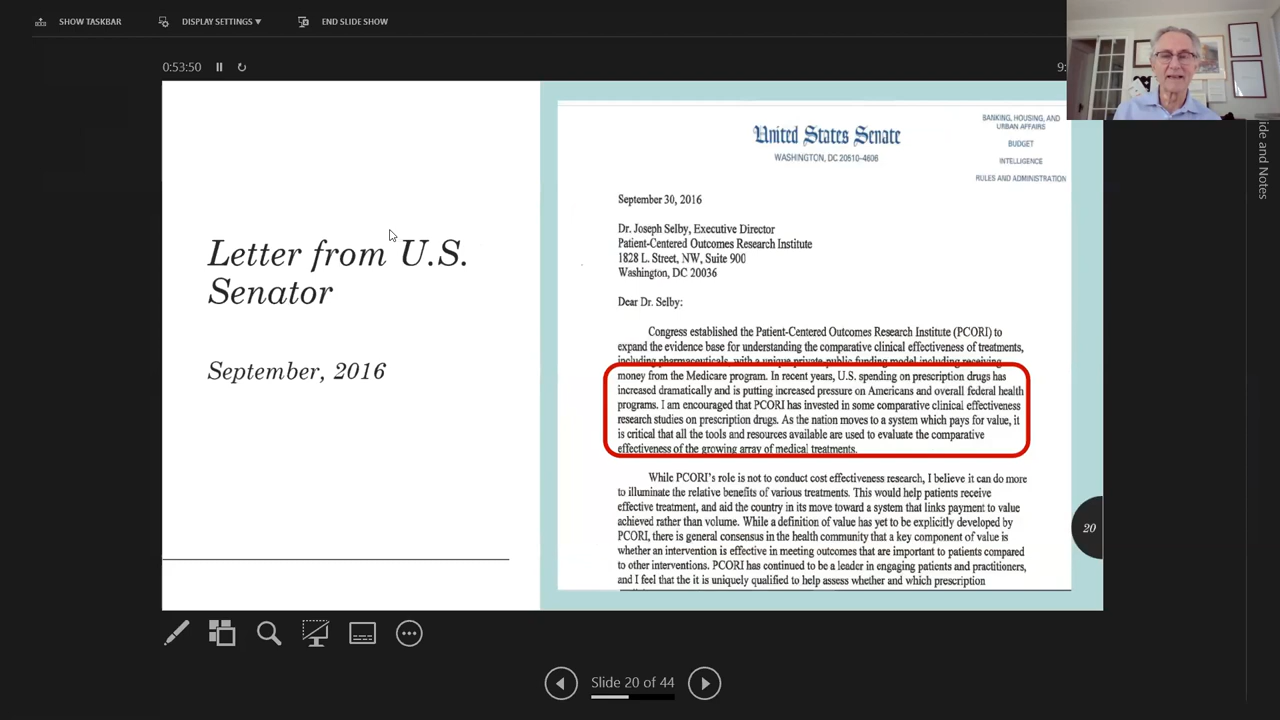 SHOW TASKBAR
DISPLAY SETTINGS ▼
END SLIDE SHOW
0:53:50
9:
Letter from U.S.
Senator
September, 2016
United States Senate
WASHINGTON, DC 20510-4606
BANKING, HOUSING, AND
URBAN AFFAIRS
BUDGET
INTELLIGENCE
RULES AND ADMINISTRATION
September 30, 2016
Dr. Joseph Selby, Executive Director
Patient-Centered Outcomes Research Institute
1828 L. Street, NW, Suite 900
Washington, DC 20036
Dear Dr. Selby:
Congress established the Patient-Centered Outcomes Research Institute (PCORI) to
expand the evidence base for understanding the comparative clinical effectiveness of treatments,
including pharmaceuticals, with a unique private-public funding model including receiving
money from the Medicare program. In recent years, U.S. spending on prescription drugs has
increased dramatically and is putting increased pressure on Americans and overall federal health
programs. I am encouraged that PCORI has invested in some comparative clinical effectiveness
research studies on prescription drugs. As the nation moves to a system which pays for value, it
is critical that all the tools and resources available are used to evaluate the comparative
effectiveness of the growing array of medical treatments.
While PCORI's role is not to conduct cost effectiveness research, I believe it can do more
to illuminate the relative benefits of various treatments. This would help patients receive
effective treatment, and aid the country in its move toward a system that links payment to value
achieved rather than volume. While a definition of value has yet to be explicitly developed by
PCORI, there is general consensus in the health community that a key component of value is
whether an intervention is effective in meeting outcomes that are important to patients compared
to other interventions. PCORI has continued to be a leader in engaging patients and practitioners,
and I feel that the it is uniquely qualified to help assess whether and which prescription
20
ide and Notes
Slide 20 of 44